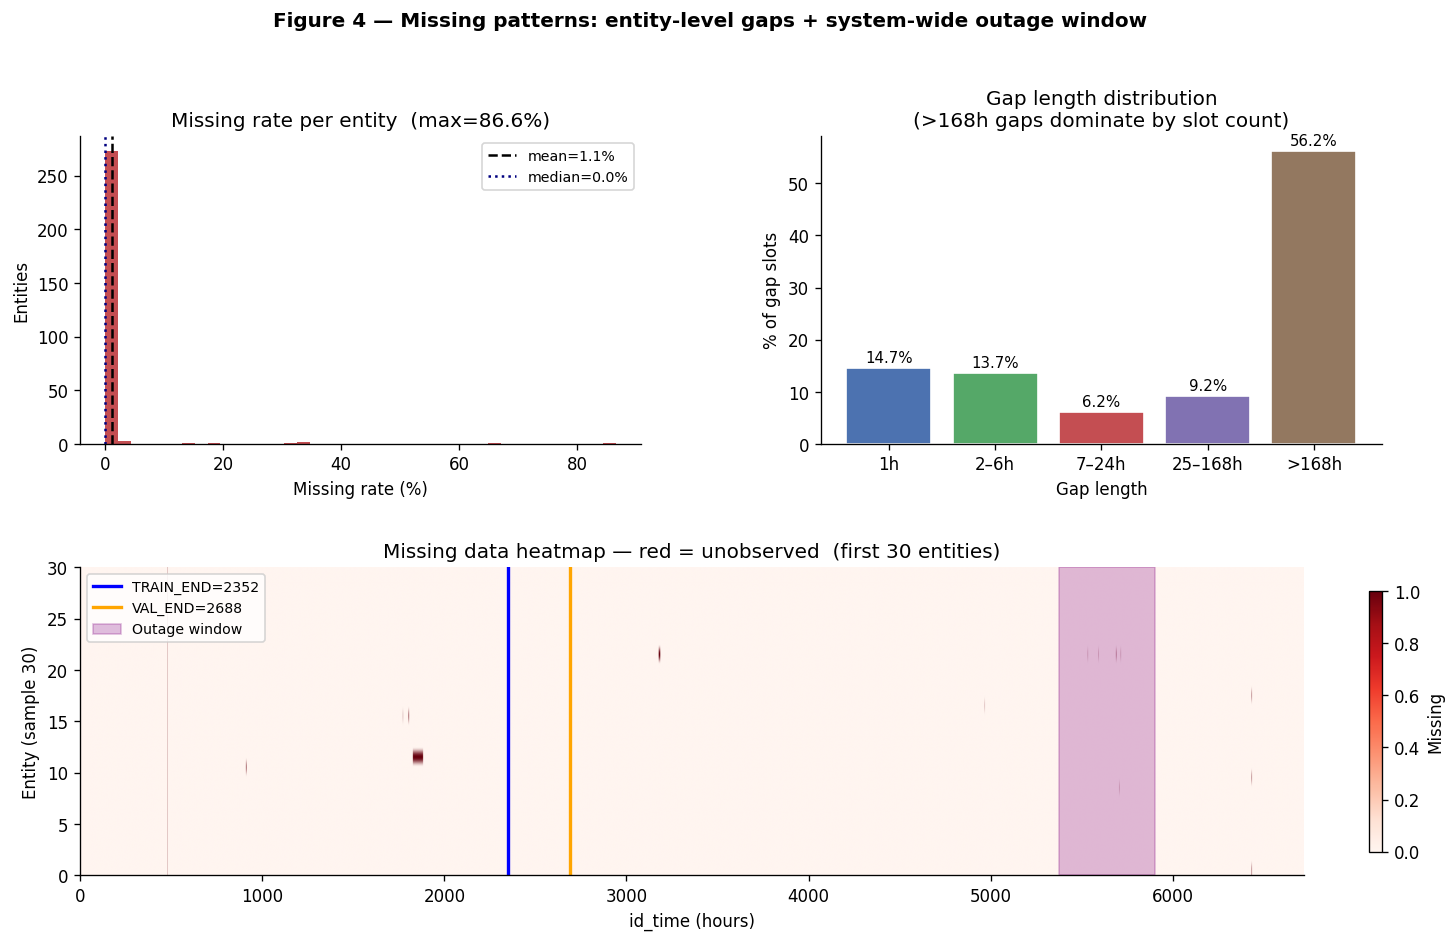 Figure 4 — Missing patterns: entity-level gaps + system-wide outage window
Missing rate per entity  (max=86.6%)
mean=1.1%
median=0.0%
250
200
150
100
50
0
Entities
0 20 40 60 80
Missing rate (%)
Gap length distribution
(>168h gaps dominate by slot count)
50
40
30
20
10
0
% of gap slots
14.7%
13.7%
6.2%
9.2%
56.2%
1h 2–6h 7–24h 25–168h >168h
Gap length
Missing data heatmap — red = unobserved  (first 30 entities)
TRAIN_END=2352
VAL_END=2688
Outage window
30
25
20
15
10
5
0
Entity (sample 30)
0 1000 2000 3000 4000 5000 6000
id_time (hours)
1.0
0.8
0.6
0.4
0.2
0.0
Missing